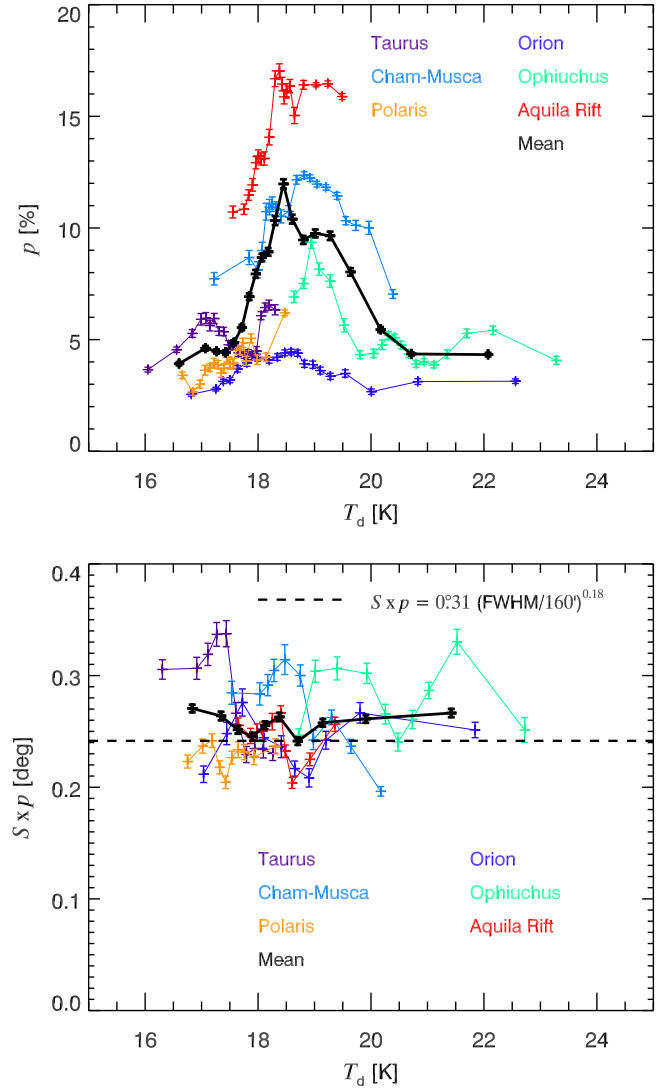 20
15
10
5
0
p [%]
Taurus Orion
Cham-Musca Ophiuchus
Polaris Aquila Rift
Mean
16 18 20 22 24
T_d [K]
0.4
0.3
0.2
0.1
0.0
S x p [deg]
S x p = 0°.31 (FWHM/160')^0.18
Taurus Orion
Cham-Musca Ophiuchus
Polaris Aquila Rift
Mean
16 18 20 22 24
T_d [K]